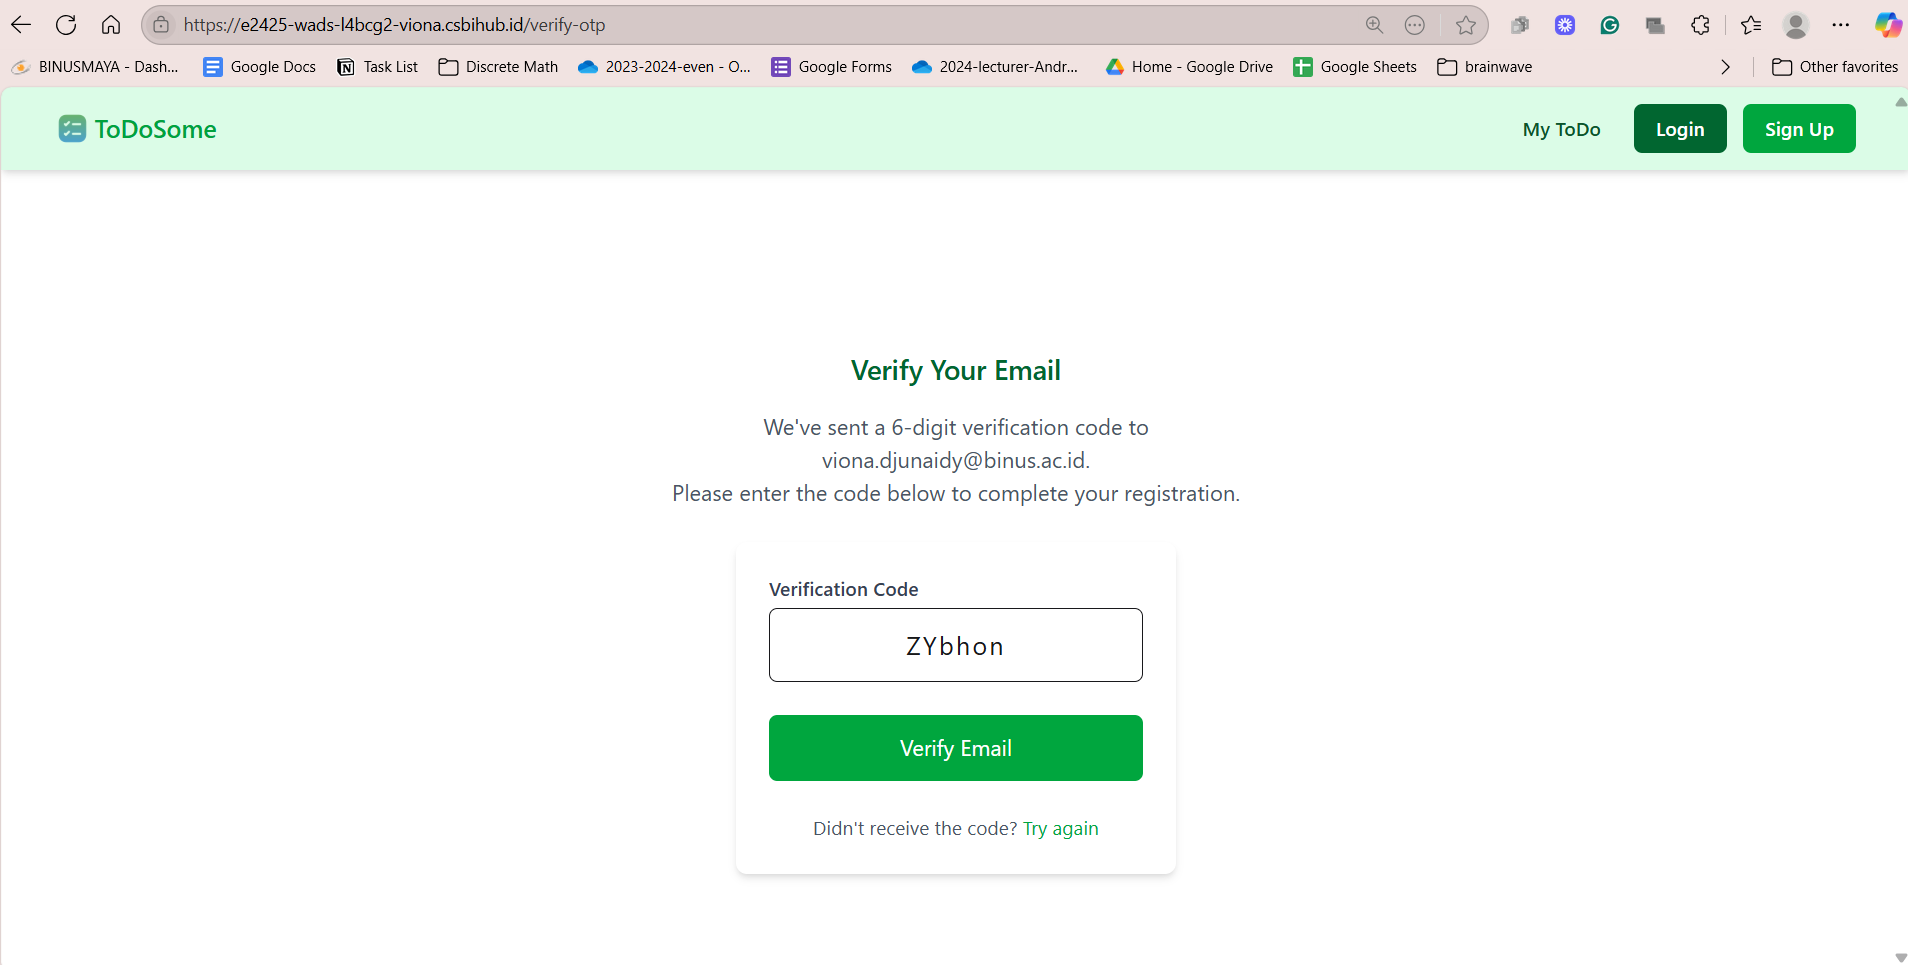 https://e2425-wads-l4bcg2-viona.csbihub.id/verify-otp
BINUSMAYA - Dash... Google Docs Task List Discrete Math 2023-2024-even - O... Google Forms 2024-lecturer-Andr... Home - Google Drive Google Sheets brainwave Other favorites
ToDoSome My ToDo Login Sign Up
Verify Your Email
We've sent a 6-digit verification code to
viona.djunaidy@binus.ac.id.
Please enter the code below to complete your registration.
Verification Code
ZYbhon
Verify Email
Didn't receive the code? Try again